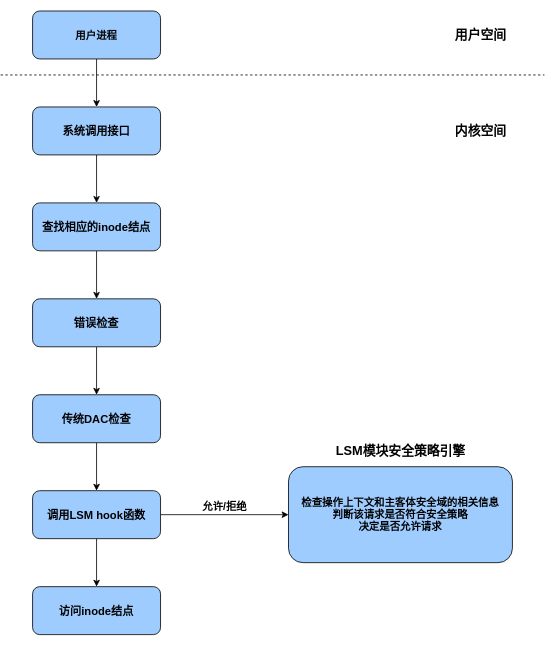 用户进程
用户空间
系统调用接口
内核空间
查找相应的inode结点
错误检查
传统DAC检查
LSM模块安全策略引擎
调用LSM hook函数
允许/拒绝
检查操作上下文和主客体安全域的相关信息
判断该请求是否符合安全策略
决定是否允许请求
访问inode结点